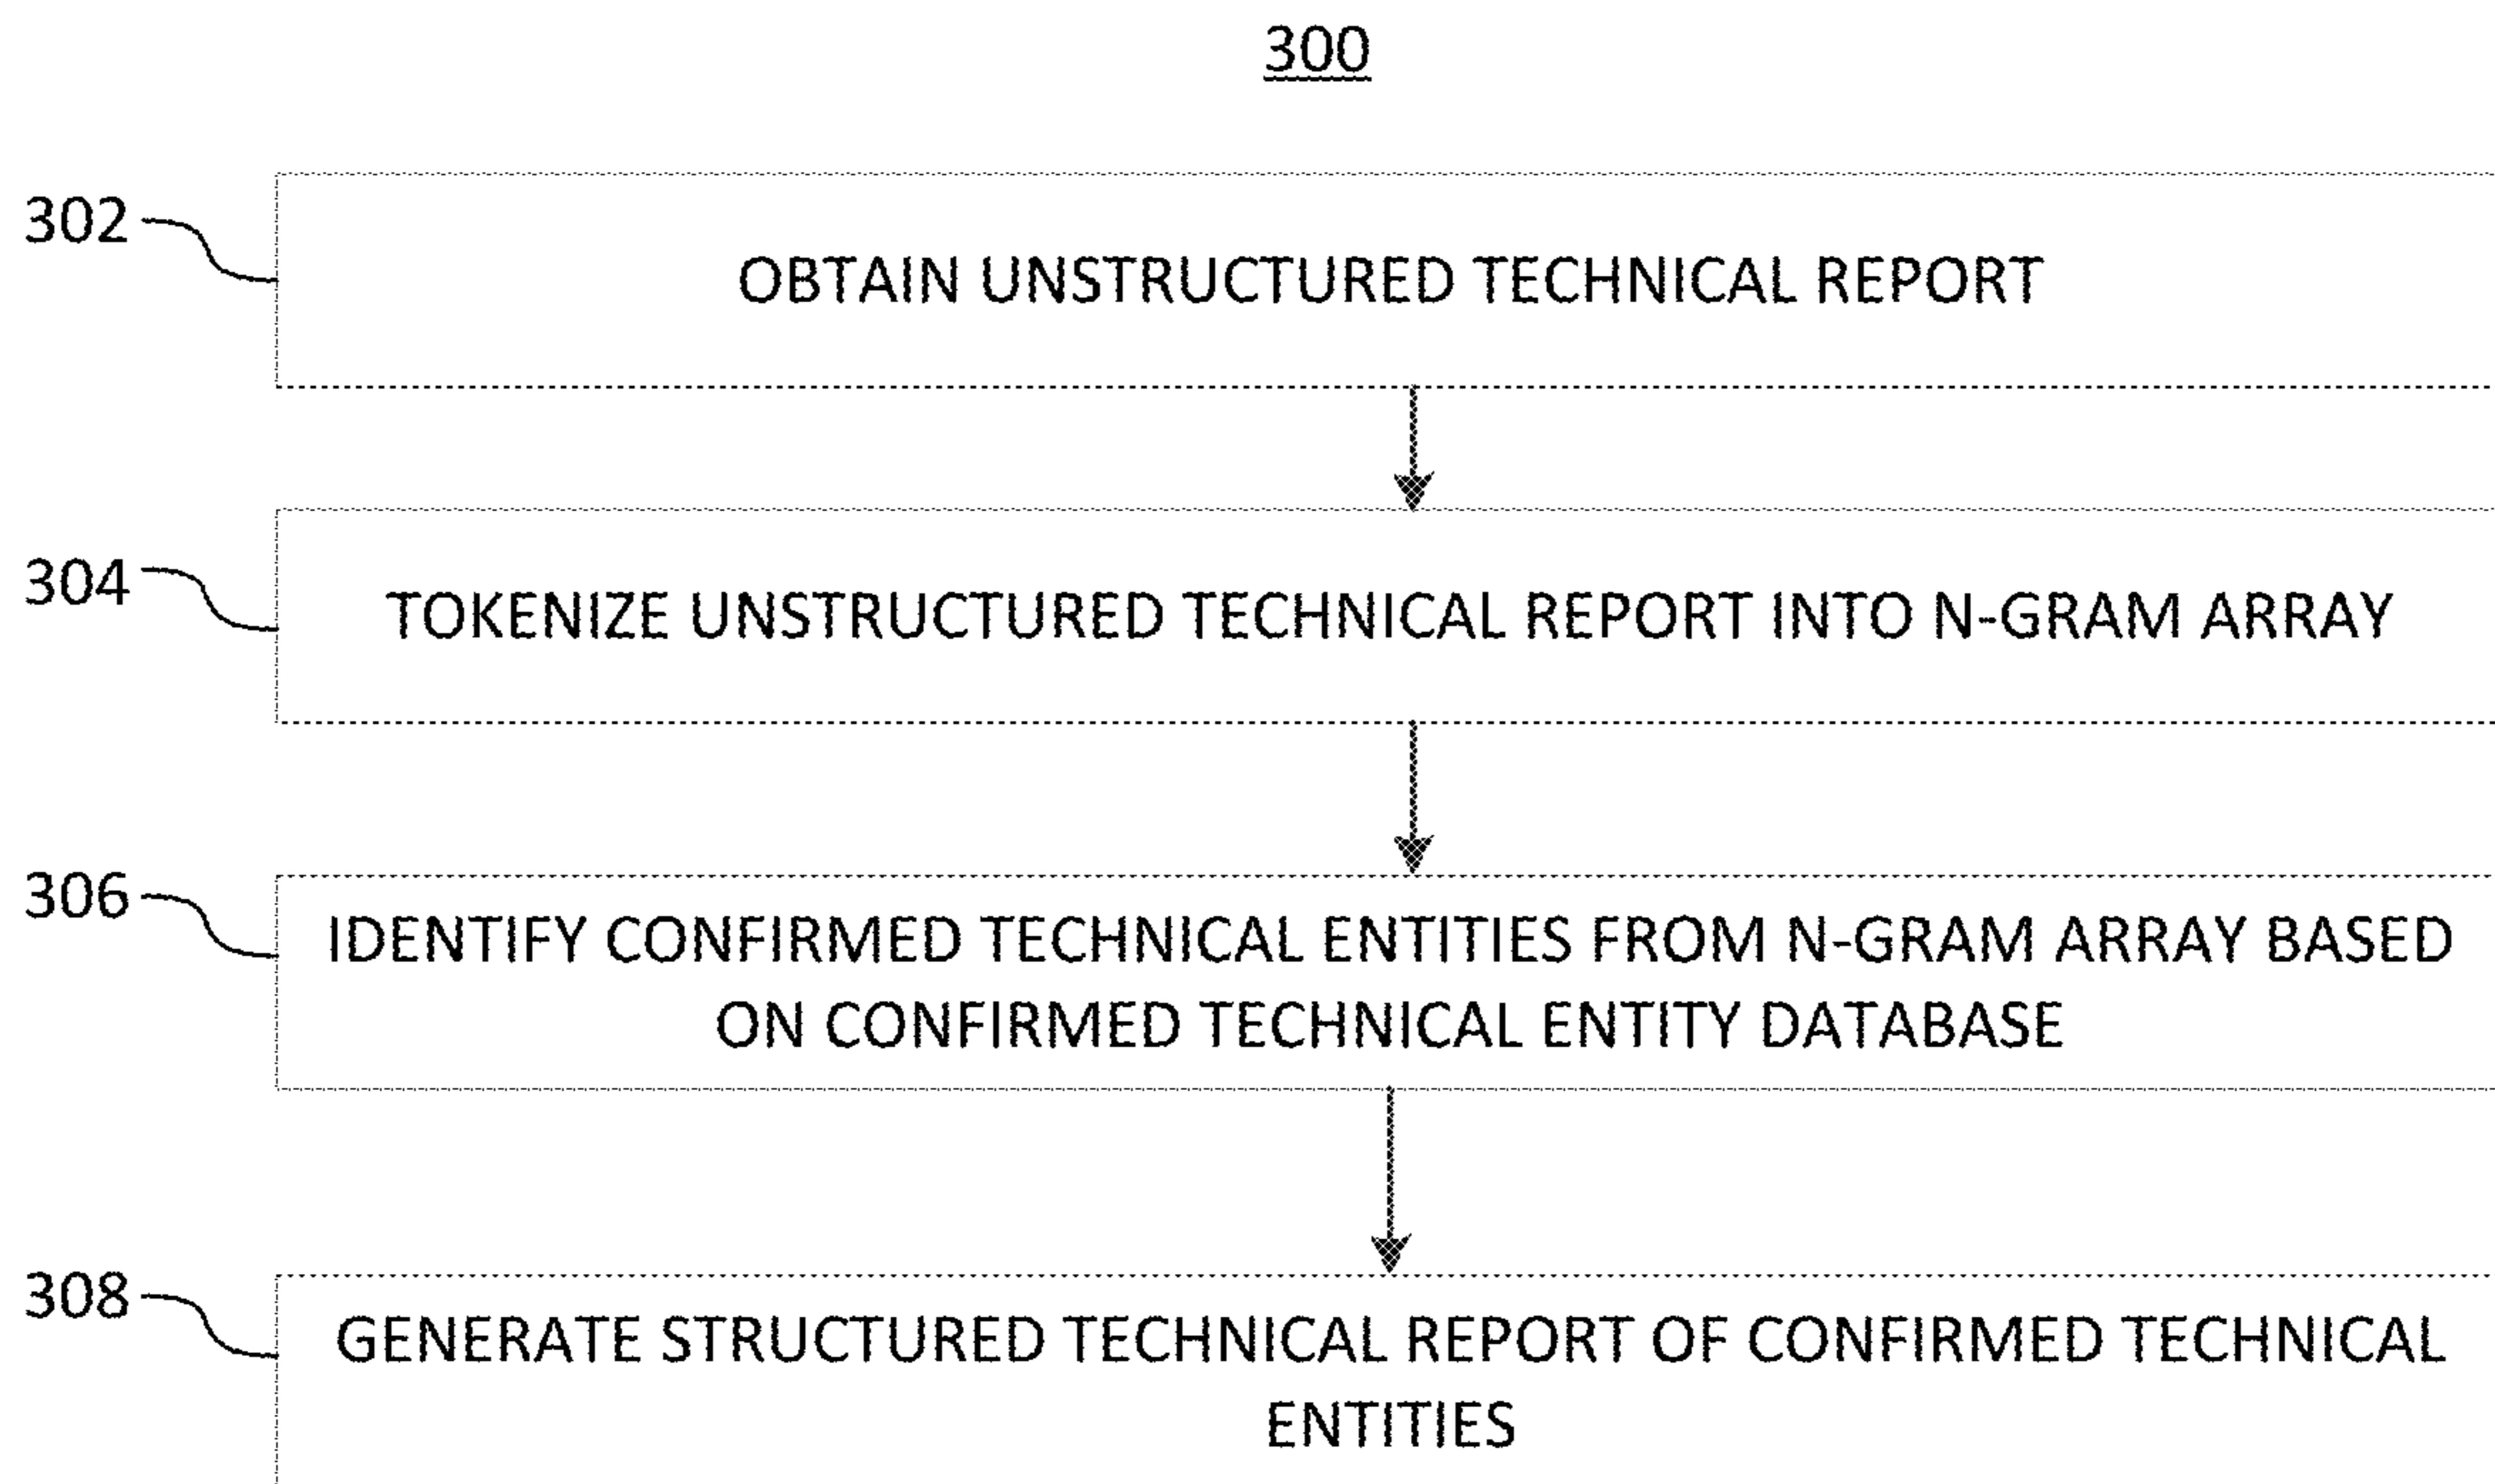 300
302
OBTAIN UNSTRUCTURED TECHNICAL REPORT
304
TOKENIZE UNSTRUCTURED TECHNICAL REPORT INTO N-GRAM ARRAY
306
IDENTIFY CONFIRMED TECHNICAL ENTITIES FROM N-GRAM ARRAY BASED
ON CONFIRMED TECHNICAL ENTITY DATABASE
308
GENERATE STRUCTURED TECHNICAL REPORT OF CONFIRMED TECHNICAL
ENTITIES